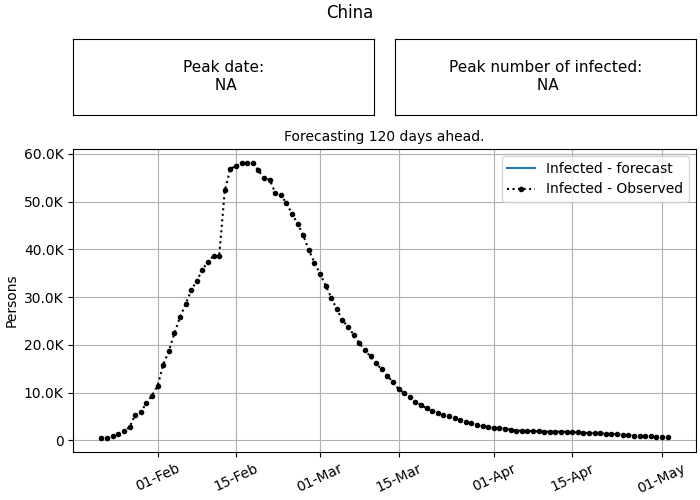 China
Peak date:
NA
Peak number of infected:
NA
Forecasting 120 days ahead.
60.0K
50.0K
40.0K
30.0K
20.0K
10.0K
0
Persons
Infected - forecast
Infected - Observed
01-Feb
15-Feb
01-Mar
15-Mar
01-Apr
15-Apr
01-May